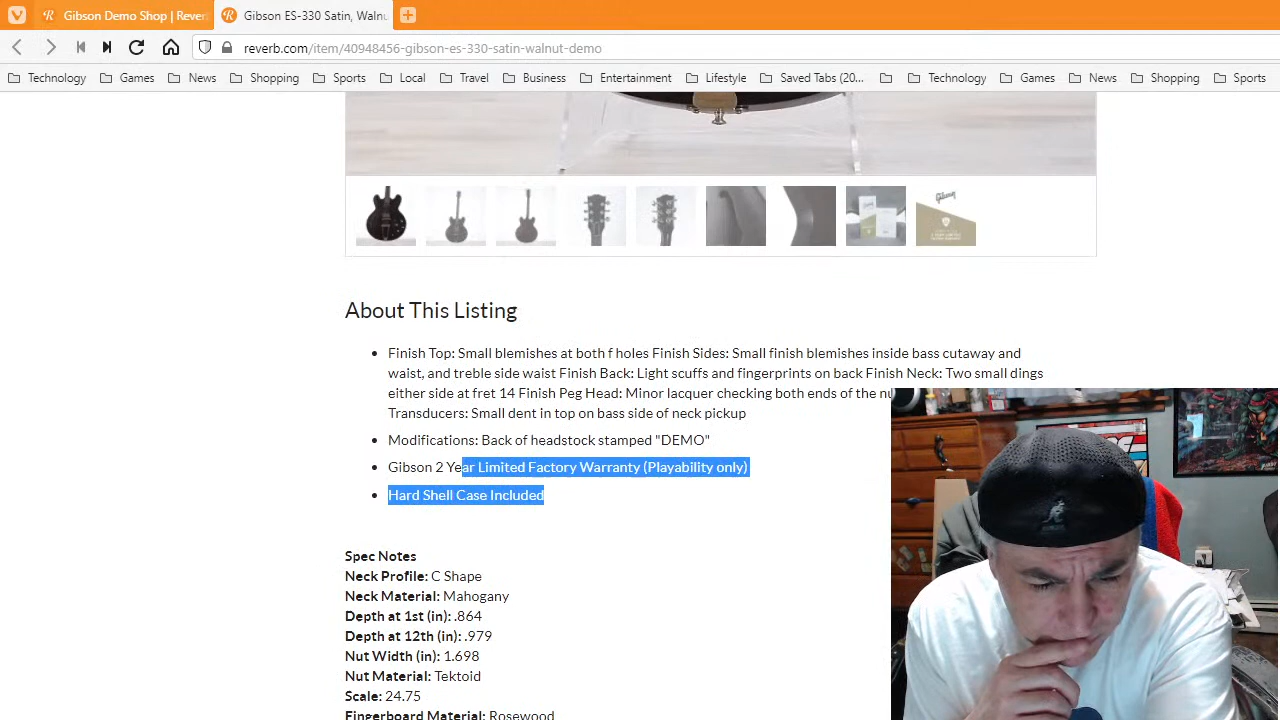 Gibson Demo Shop | Reverb
Gibson ES-330 Satin, Walnu
reverb.com/item/40948456-gibson-es-330-satin-walnut-demo
Technology Games News Shopping Sports Local Travel Business Entertainment Lifestyle Saved Tabs (20... Technology Games News Shopping Sports
Gibson
About This Listing
Finish Top: Small blemishes at both f holes Finish Sides: Small finish blemishes inside bass cutaway and
waist, and treble side waist Finish Back: Light scuffs and fingerprints on back Finish Neck: Two small dings
either side at fret 14 Finish Peg Head: Minor lacquer checking both ends of the nu
Transducers: Small dent in top on bass side of neck pickup
Modifications: Back of headstock stamped "DEMO"
Gibson 2 Year Limited Factory Warranty (Playability only)
Hard Shell Case Included
Spec Notes
Neck Profile: C Shape
Neck Material: Mahogany
Depth at 1st (in): .864
Depth at 12th (in): .979
Nut Width (in): 1.698
Nut Material: Tektoid
Scale: 24.75
Fingerboard Material: Rosewood